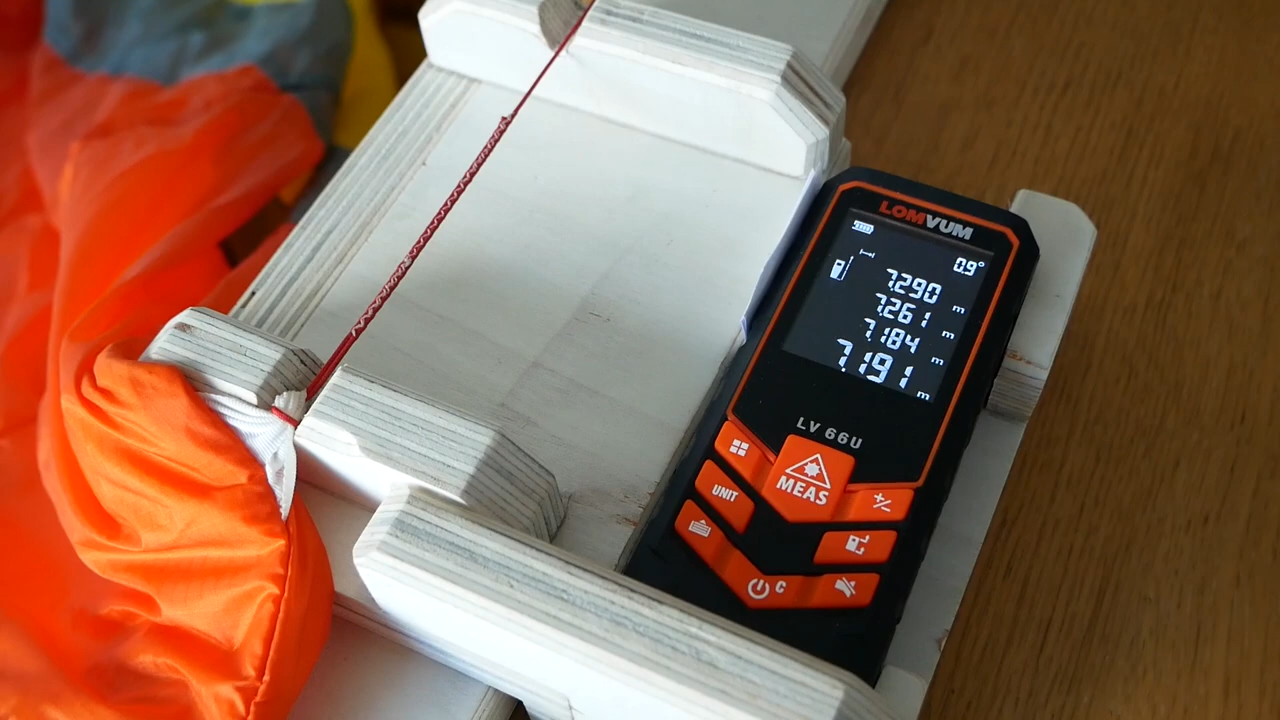 LOMVUM
0.9°
7.290 m
7.261 m
7.184 m
7.191 m
LV 66U
MEAS
UNIT
+/-
C